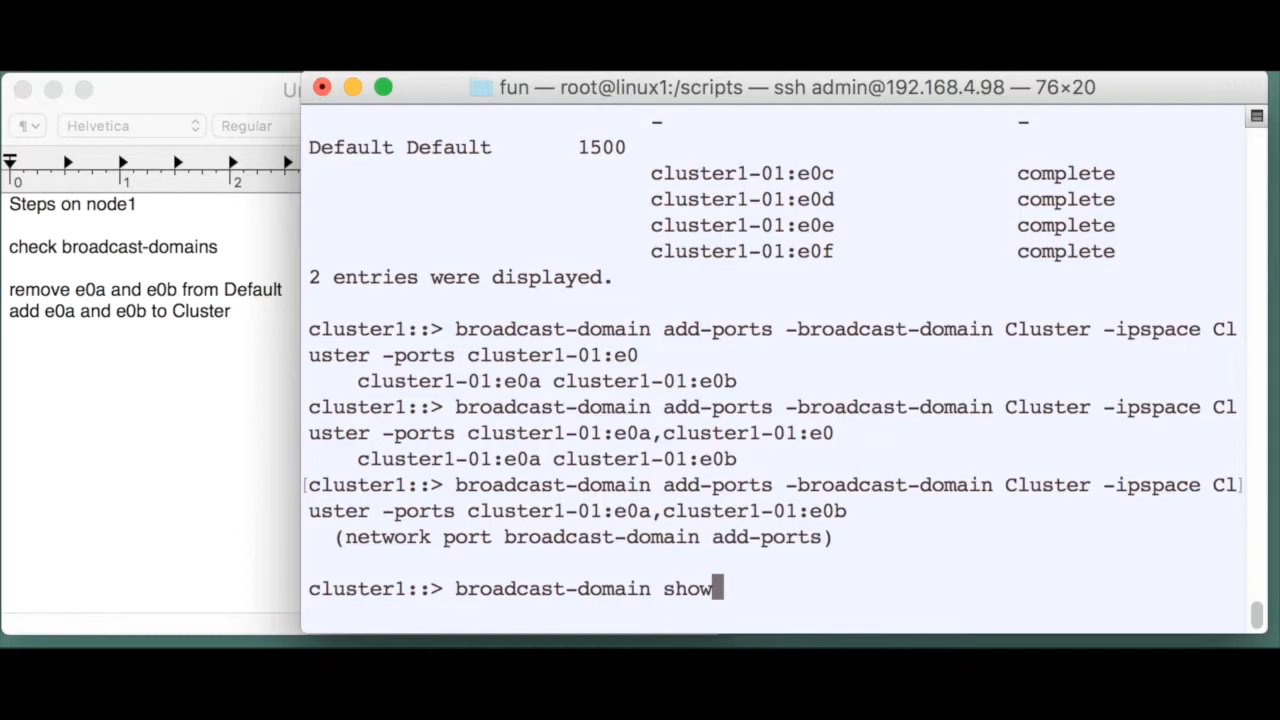 Un
fun — root@linux1:/scripts — ssh admin@192.168.4.98 — 76×20
¶
Helvetica
Regular
0 1 2
Steps on node1
check broadcast-domains
remove e0a and e0b from Default
add e0a and e0b to Cluster
– –
Default Default 1500
cluster1-01:e0c complete
cluster1-01:e0d complete
cluster1-01:e0e complete
cluster1-01:e0f complete
2 entries were displayed.
cluster1::> broadcast-domain add-ports -broadcast-domain Cluster -ipspace Cl
uster -ports cluster1-01:e0
cluster1-01:e0a cluster1-01:e0b
cluster1::> broadcast-domain add-ports -broadcast-domain Cluster -ipspace Cl
uster -ports cluster1-01:e0a,cluster1-01:e0
cluster1-01:e0a cluster1-01:e0b
[cluster1::> broadcast-domain add-ports -broadcast-domain Cluster -ipspace Cl]
uster -ports cluster1-01:e0a,cluster1-01:e0b
(network port broadcast-domain add-ports)
cluster1::> broadcast-domain show